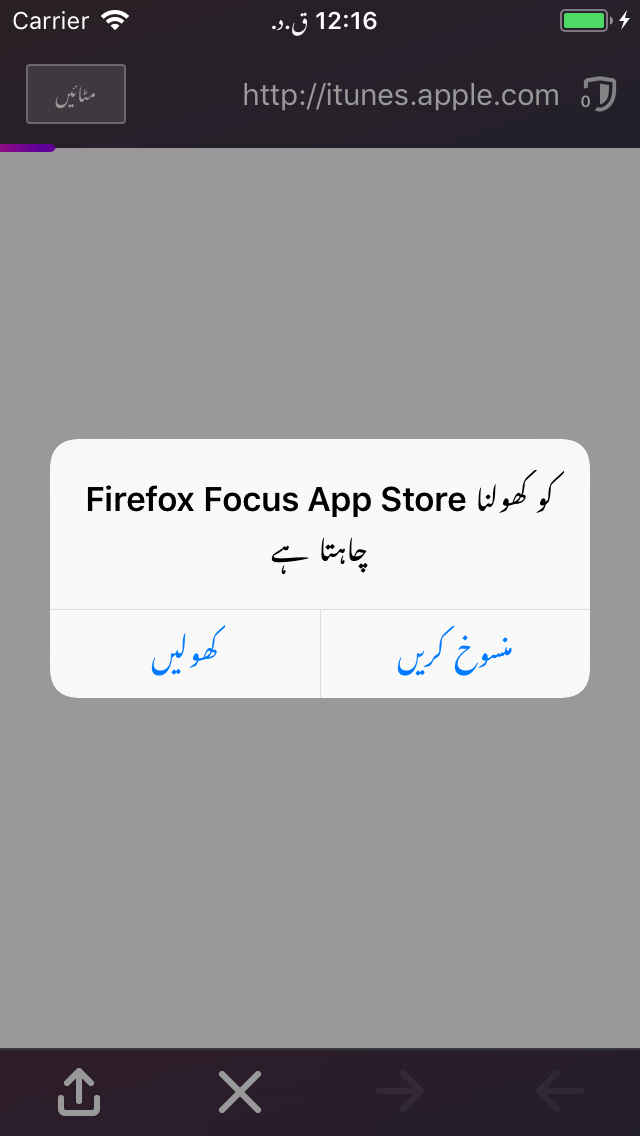 Carrier
12:16 ق.د.
مٹائیں
http://itunes.apple.com
0
Firefox Focus App Store کو کھولنا
چاہتا ہے
منسوخ کریں
کھولیں